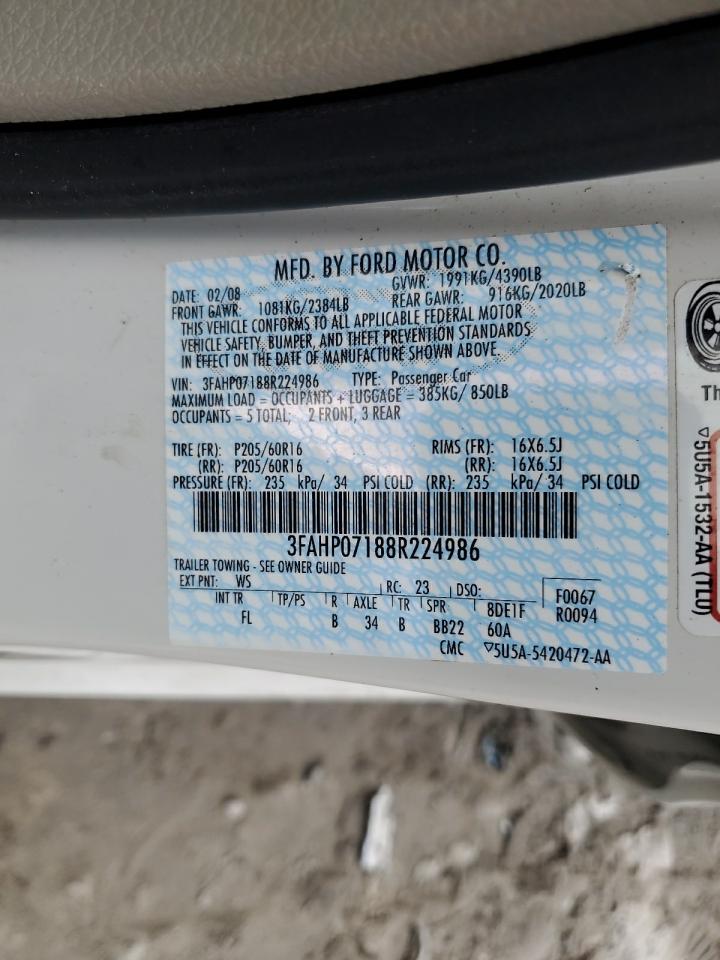 MFD. BY FORD MOTOR CO.
DATE: 02/08 GVWR: 1991KG/4390LB
FRONT GAWR: 1081KG/2384LB REAR GAWR: 916KG/2020LB
THIS VEHICLE CONFORMS TO ALL APPLICABLE FEDERAL MOTOR
VEHICLE SAFETY, BUMPER, AND THEFT PREVENTION STANDARDS
IN EFFECT ON THE DATE OF MANUFACTURE SHOWN ABOVE.
VIN: 3FAHP07188R224986 TYPE: Passenger Car
MAXIMUM LOAD = OCCUPANTS + LUGGAGE = 385KG/ 850LB
OCCUPANTS = 5 TOTAL; 2 FRONT, 3 REAR
TIRE (FR): P205/60R16 RIMS (FR): 16X6.5J
(RR): P205/60R16 (RR): 16X6.5J
PRESSURE (FR): 235 kPa/ 34 PSI COLD (RR): 235 kPa/ 34 PSI COLD
3FAHP07188R224986
TRAILER TOWING - SEE OWNER GUIDE
EXT PNT: WS RC: 23 DSO: F0067
INT TR TP/PS R AXLE TR SPR 8DE1F R0094
FL B 34 B BB22 60A
CMC ▽5U5A-5420472-AA
Th
▽5U5A-1532-AA (TLU)